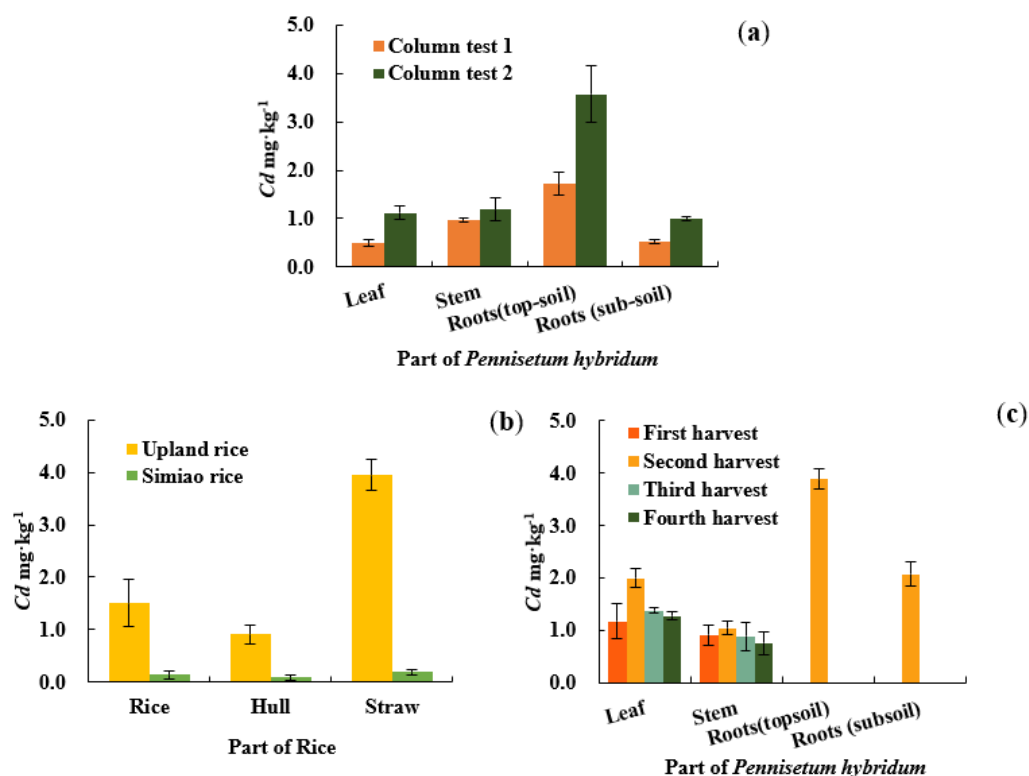 (a)
Column test 1
Column test 2
5.0
4.0
3.0
2.0
1.0
0.0
Cd mg·kg⁻¹
Leaf
Stem
Roots(top-soil)
Roots (sub-soil)
Part of Pennisetum hybridum
(b)
Upland rice
Simiao rice
5.0
4.0
3.0
2.0
1.0
0.0
Cd mg·kg⁻¹
Rice
Hull
Straw
Part of Rice
(c)
First harvest
Second harvest
Third harvest
Fourth harvest
5.0
4.0
3.0
2.0
1.0
0.0
Cd mg·kg⁻¹
Leaf
Stem
Roots(topsoil)
Roots (subsoil)
Part of Pennisetum hybridum